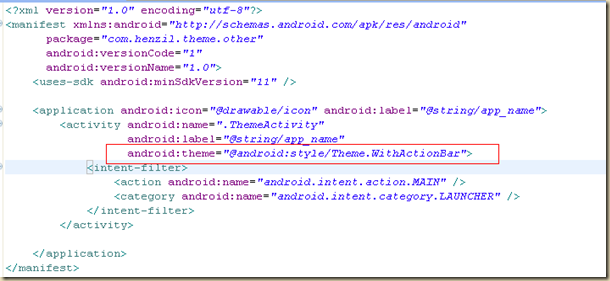 <?xml version="1.0" encoding="utf-8"?>
<manifest xmlns:android="http://schemas.android.com/apk/res/android"
package="com.henzil.theme.other"
android:versionCode="1"
android:versionName="1.0">
<uses-sdk android:minSdkVersion="11" />
<application android:icon="@drawable/icon" android:label="@string/app_name">
<activity android:name=".ThemeActivity"
android:label="@string/app_name"
android:theme="@android:style/Theme.WithActionBar">
<intent-filter>
<action android:name="android.intent.action.MAIN" />
<category android:name="android.intent.category.LAUNCHER" />
</intent-filter>
</activity>
</application>
</manifest>